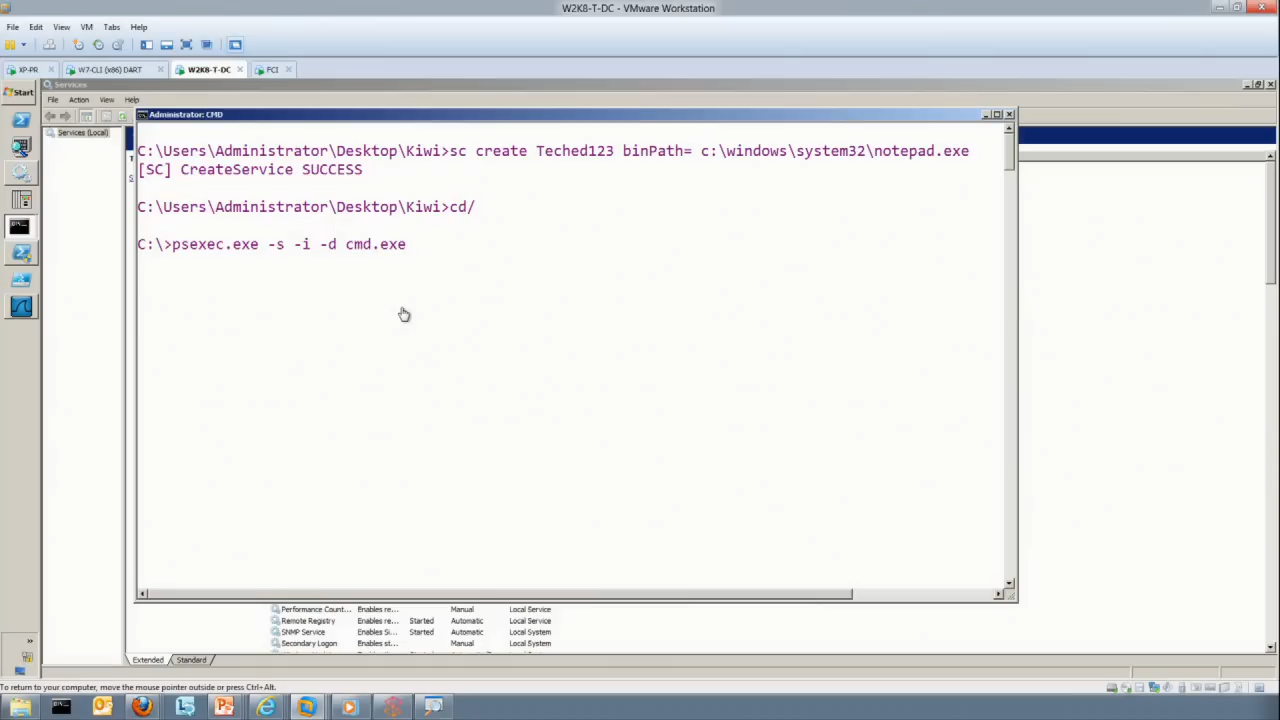 W2K8-T-DC - VMware Workstation
File Edit View VM Tabs Help
XP-PR W7-CLI (x86) DART W2K8-T-DC FCI
Start Services
File Action View Help
Services (Local)
Administrator: CMD
C:\Users\Administrator\Desktop\Kiwi>sc create Teched123 binPath= c:\windows\system32\notepad.exe
[SC] CreateService SUCCESS
C:\Users\Administrator\Desktop\Kiwi>cd/
C:\>psexec.exe -s -i -d cmd.exe
Performance Count... Enables re... Manual Local Service
Remote Registry Enables re... Started Automatic Local Service
SNMP Service Enables Si... Started Automatic Local System
Secondary Logon Enables st... Manual Local System
Extended Standard
To return to your computer, move the mouse pointer outside or press Ctrl+Alt.